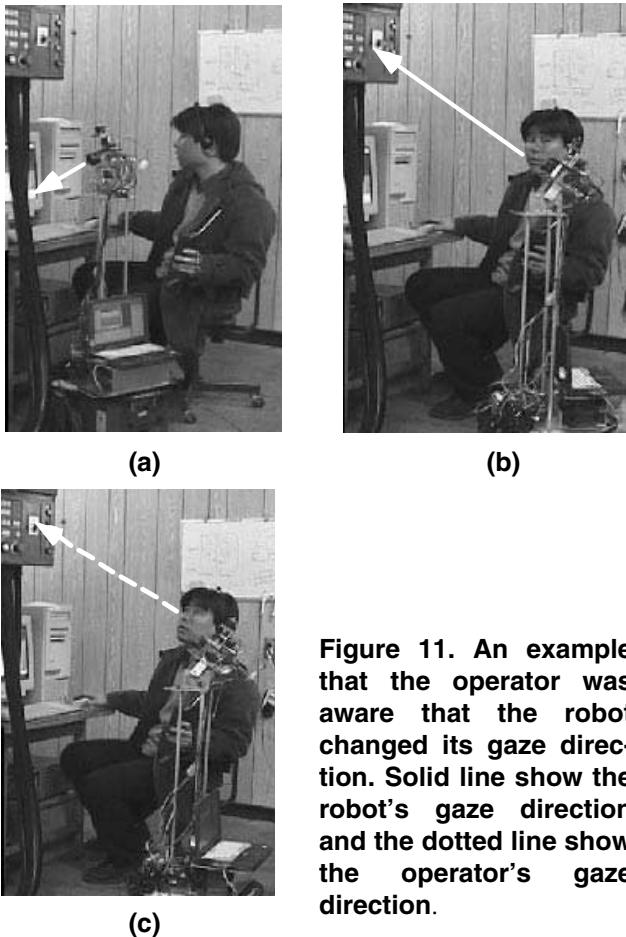 (a)
(b)
(c)
Figure 11. An example
that the operator was
aware that the robot
changed its gaze direc-
tion. Solid line show the
robot's gaze direction
and the dotted line show
the operator's gaze
direction.